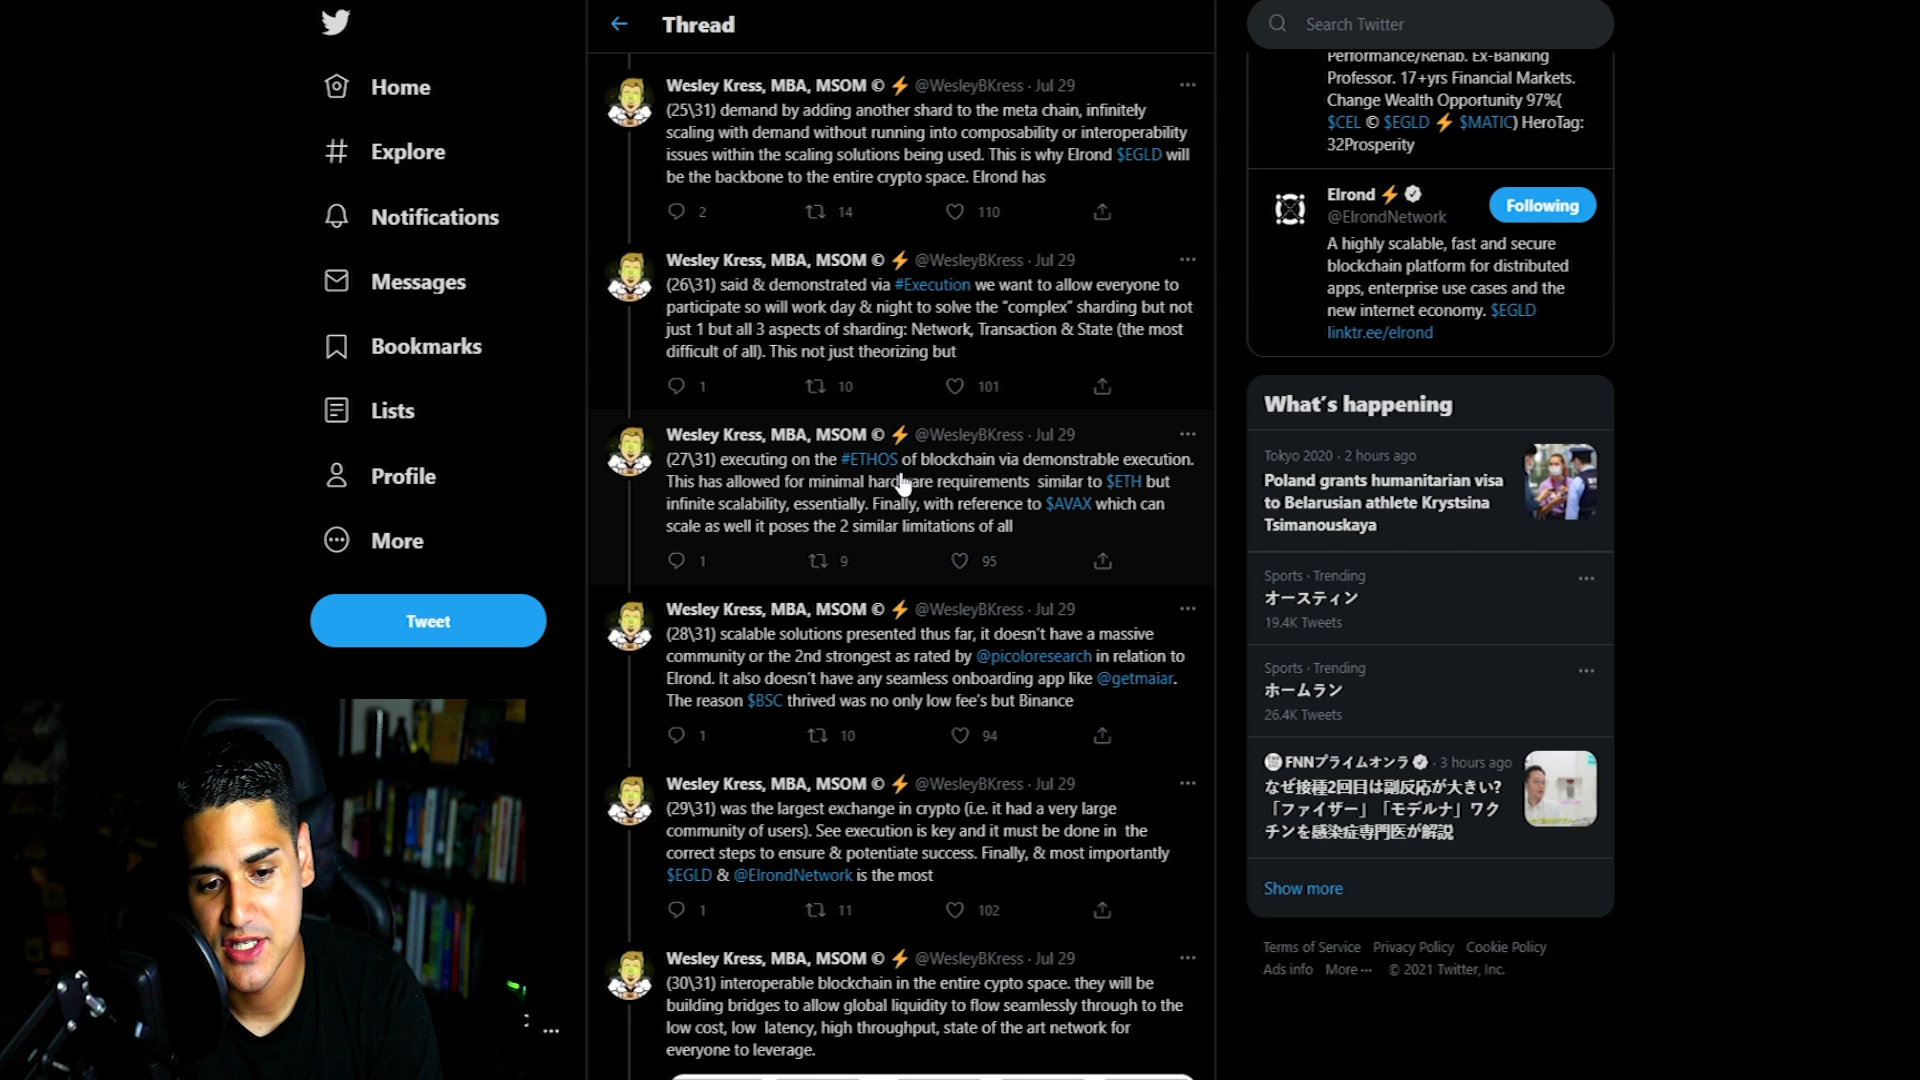 Home
Explore
Notifications
Messages
Bookmarks
Lists
Profile
More
Tweet
Thread
Wesley Kress, MBA, MSOM © ⚡ @WesleyBKress · Jul 29
(25\31) demand by adding another shard to the meta chain, infinitely
scaling with demand without running into composability or interoperability
issues within the scaling solutions being used. This is why Elrond $EGLD will
be the backbone to the entire crypto space. Elrond has
2 14 110
Wesley Kress, MBA, MSOM © ⚡ @WesleyBKress · Jul 29
(26\31) said & demonstrated via #Execution we want to allow everyone to
participate so will work day & night to solve the “complex” sharding but not
just 1 but all 3 aspects of sharding: Network, Transaction & State (the most
difficult of all). This not just theorizing but
1 10 101
Wesley Kress, MBA, MSOM © ⚡ @WesleyBKress · Jul 29
(27\31) executing on the #ETHOS of blockchain via demonstrable execution.
This has allowed for minimal hardware requirements similar to $ETH but
infinite scalability, essentially. Finally, with reference to $AVAX which can
scale as well it poses the 2 similar limitations of all
1 9 95
Wesley Kress, MBA, MSOM © ⚡ @WesleyBKress · Jul 29
(28\31) scalable solutions presented thus far, it doesn’t have a massive
community or the 2nd strongest as rated by @picoloresearch in relation to
Elrond. It also doesn’t have any seamless onboarding app like @getmaiar.
The reason $BSC thrived was no only low fee’s but Binance
1 10 94
Wesley Kress, MBA, MSOM © ⚡ @WesleyBKress · Jul 29
(29\31) was the largest exchange in crypto (i.e. it had a very large
community of users). See execution is key and it must be done in the
correct steps to ensure & potentiate success. Finally, & most importantly
$EGLD & @ElrondNetwork is the most
1 11 102
Wesley Kress, MBA, MSOM © ⚡ @WesleyBKress · Jul 29
(30\31) interoperable blockchain in the entire cypto space. they will be
building bridges to allow global liquidity to flow seamlessly through to the
low cost, low latency, high throughput, state of the art network for
everyone to leverage.
Search Twitter
Performance/Rehab. Ex-Banking
Professor. 17+yrs Financial Markets.
Change Wealth Opportunity 97%(
$CEL © $EGLD ⚡ $MATIC) HeroTag:
32Prosperity
Elrond ⚡
@ElrondNetwork
Following
A highly scalable, fast and secure
blockchain platform for distributed
apps, enterprise use cases and the
new internet economy. $EGLD
linktr.ee/elrond
What’s happening
Tokyo 2020 · 2 hours ago
Poland grants humanitarian visa
to Belarusian athlete Krystsina
Tsimanouskaya
Sports · Trending
オースティン
19.4K Tweets
Sports · Trending
ホームラン
26.4K Tweets
FNNプライムオンラ · 3 hours ago
なぜ接種2回目は副反応が大きい?
「ファイザー」「モデルナ」ワク
チンを感染症専門医が解説
Show more
Terms of Service Privacy Policy Cookie Policy
Ads info More ··· © 2021 Twitter, Inc.